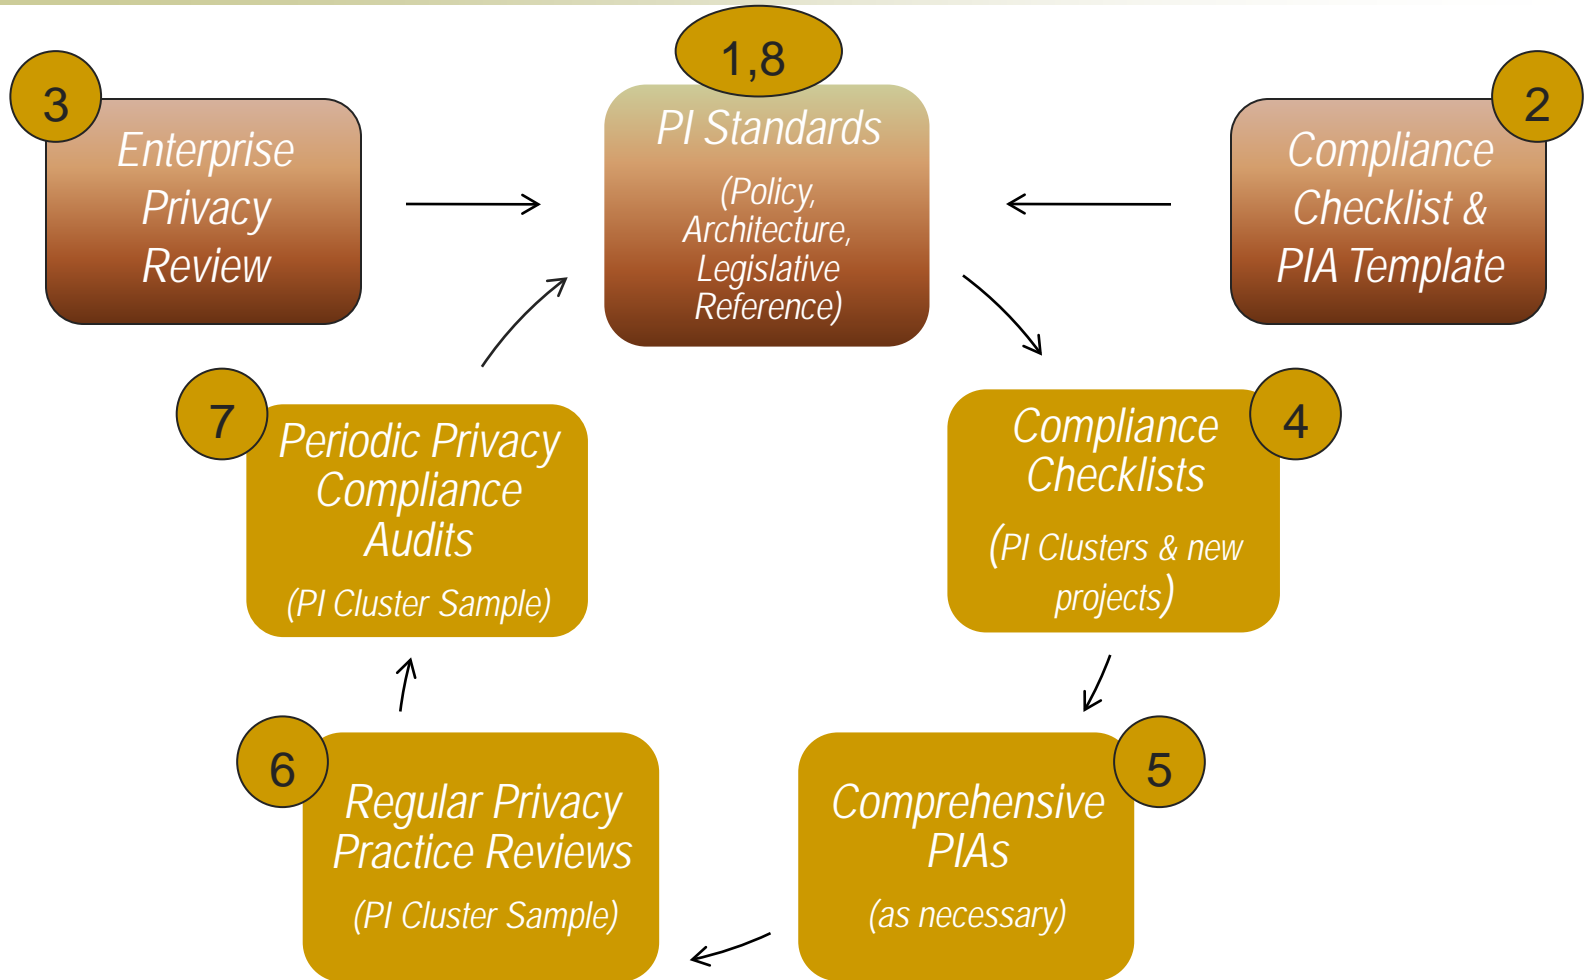 1,8
PI Standards
(Policy,
Architecture,
Legislative
Reference)
3
Enterprise
Privacy
Review
2
Compliance
Checklist &
PIA Template
4
Compliance
Checklists
(PI Clusters & new
projects)
5
Comprehensive
PIAs
(as necessary)
6
Regular Privacy
Practice Reviews
(PI Cluster Sample)
7
Periodic Privacy
Compliance
Audits
(PI Cluster Sample)